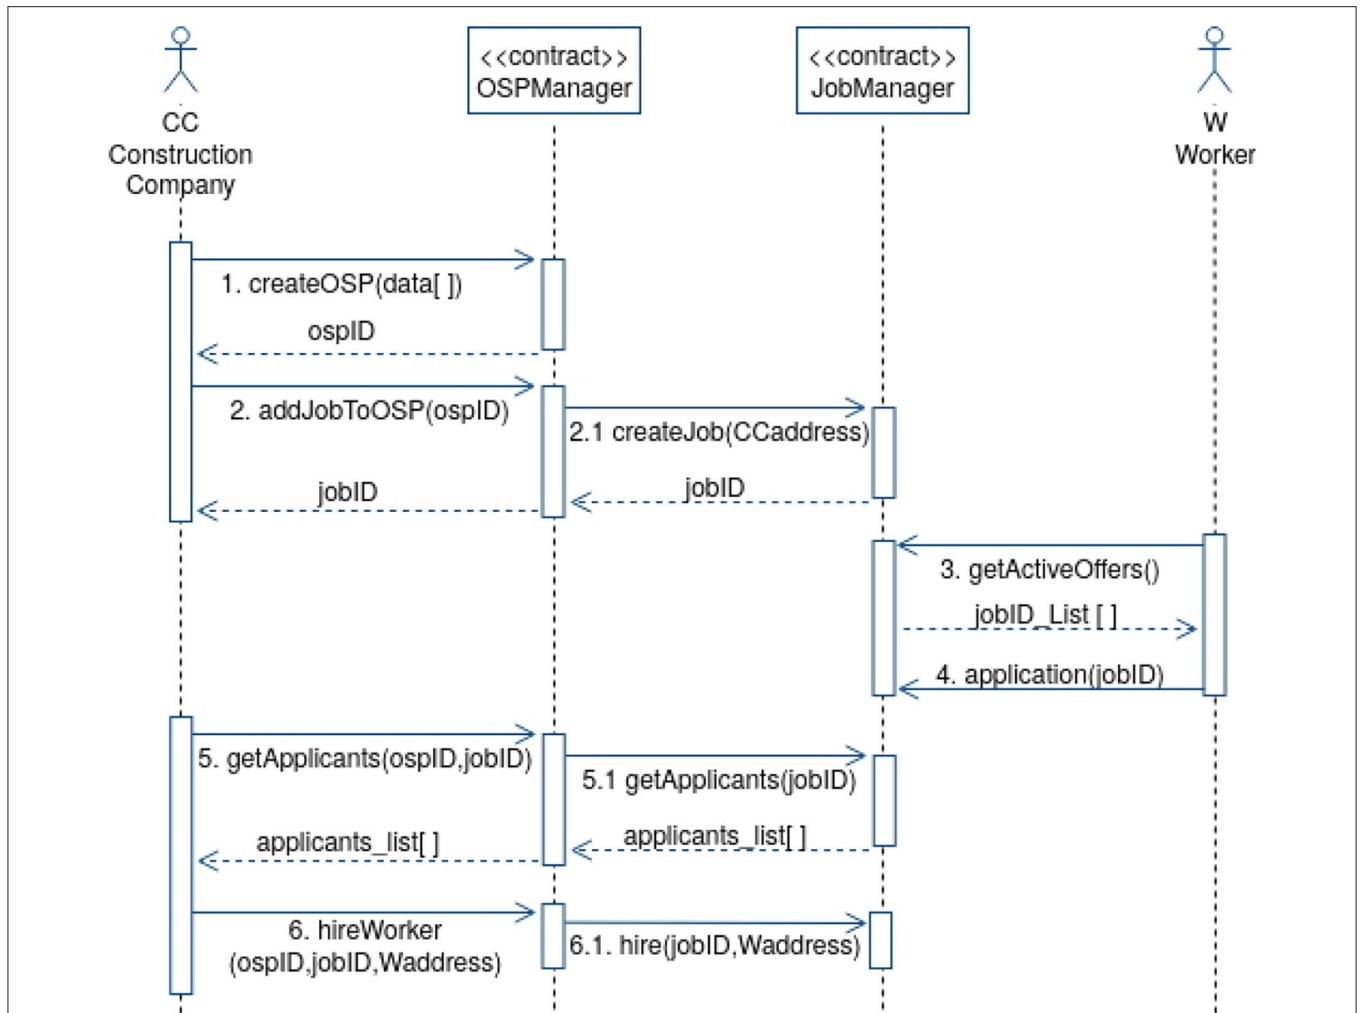 CC
Construction
Company
<<contract>>
OSPManager
<<contract>>
JobManager
W
Worker
1. createOSP(data[ ])
ospID
2. addJobToOSP(ospID)
2.1 createJob(CCaddress)
jobID
jobID
3. getActiveOffers()
jobID_List [ ]
4. application(jobID)
5. getApplicants(ospID,jobID)
5.1 getApplicants(jobID)
applicants_list[ ]
applicants_list[ ]
6. hireWorker
(ospID,jobID,Waddress)
6.1. hire(jobID,Waddress)